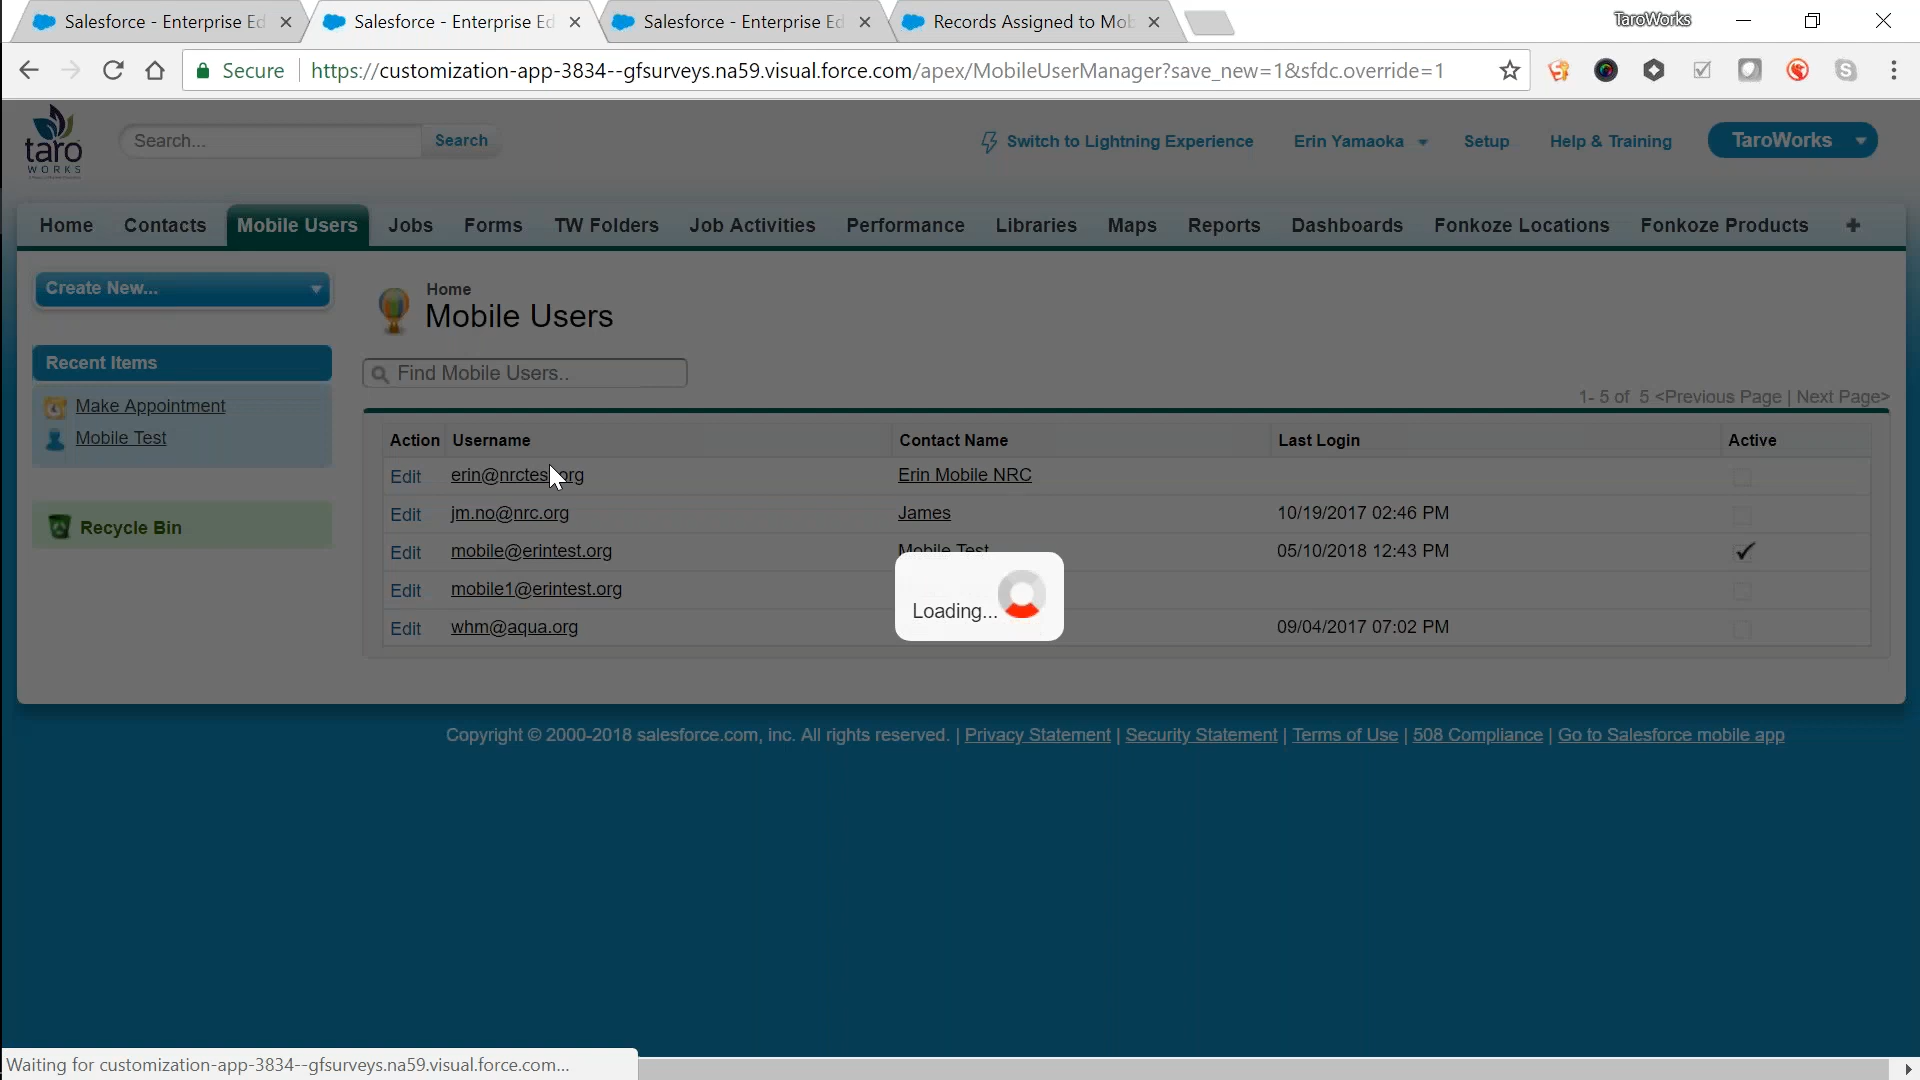 Salesforce - Enterprise Ed
Salesforce - Enterprise Ed
Salesforce - Enterprise Ed
Records Assigned to Mob
TaroWorks
Secure
https://customization-app-3834--gfsurveys.na59.visual.force.com/apex/MobileUserManager?save_new=1&sfdc.override=1
taro
WORKS
Search...
Search
Switch to Lightning Experience
Erin Yamaoka
Setup
Help & Training
TaroWorks
Home
Contacts
Mobile Users
Jobs
Forms
TW Folders
Job Activities
Performance
Libraries
Maps
Reports
Dashboards
Fonkoze Locations
Fonkoze Products
Create New...
Recent Items
Make Appointment
Mobile Test
Recycle Bin
Home
Mobile Users
Find Mobile Users..
1- 5 of 5 <Previous Page | Next Page>
Action Username Contact Name Last Login Active
Edit Erin Mobile NRC
Edit jm.no@nrc.org James 10/19/2017 02:46 PM
Edit mobile@erintest.org Mobile Test 05/10/2018 12:43 PM
Edit mobile1@erintest.org
Edit whm@aqua.org 09/04/2017 07:02 PM
Loading...
Copyright © 2000-2018 salesforce.com, inc. All rights reserved. | Privacy Statement | Security Statement | Terms of Use | 508 Compliance | Go to Salesforce mobile app
Waiting for customization-app-3834--gfsurveys.na59.visual.force.com...